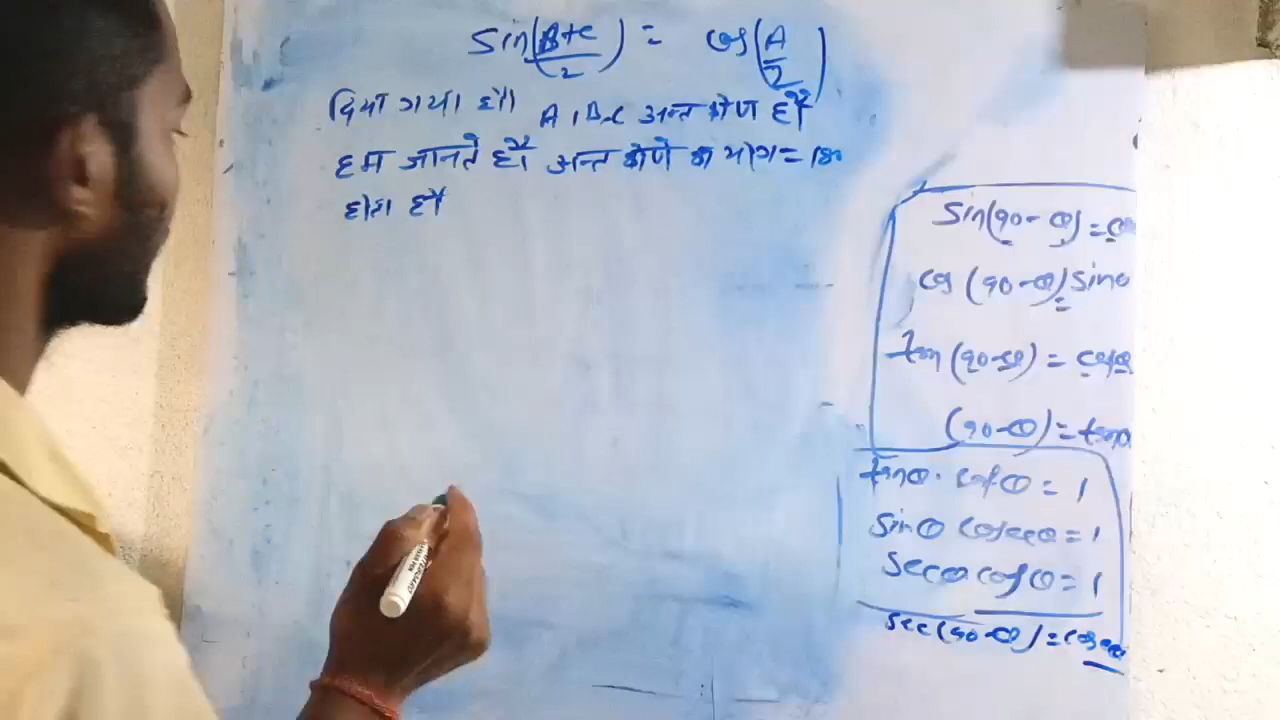 Sin(B+C/2) = cos(A/2)
दिया गया है। A, B, C अन्त कोण हैं
हम जानते हैं अन्त कोणों का योग = 180
होता है
Sin(90-θ) = cos
cos(90-θ) sinθ
tan(90-θ) = cotθ
(90-θ) = tanθ
tanθ. cotθ = 1
sinθ cosecθ = 1
secθ cosθ = 1
sec(90-θ) = cosecθ